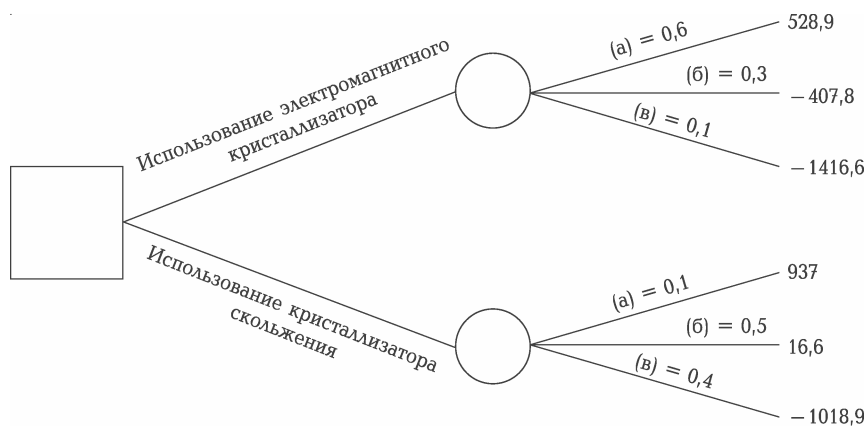 Использование электромагнитного
кристаллизатора
(а) = 0,6
528,9
(б) = 0,3
− 407,8
(в) = 0,1
− 1416,6
Использование кристаллизатора
скольжения
(а) = 0,1
937
(б) = 0,5
16,6
(в) = 0,4
− 1018,9